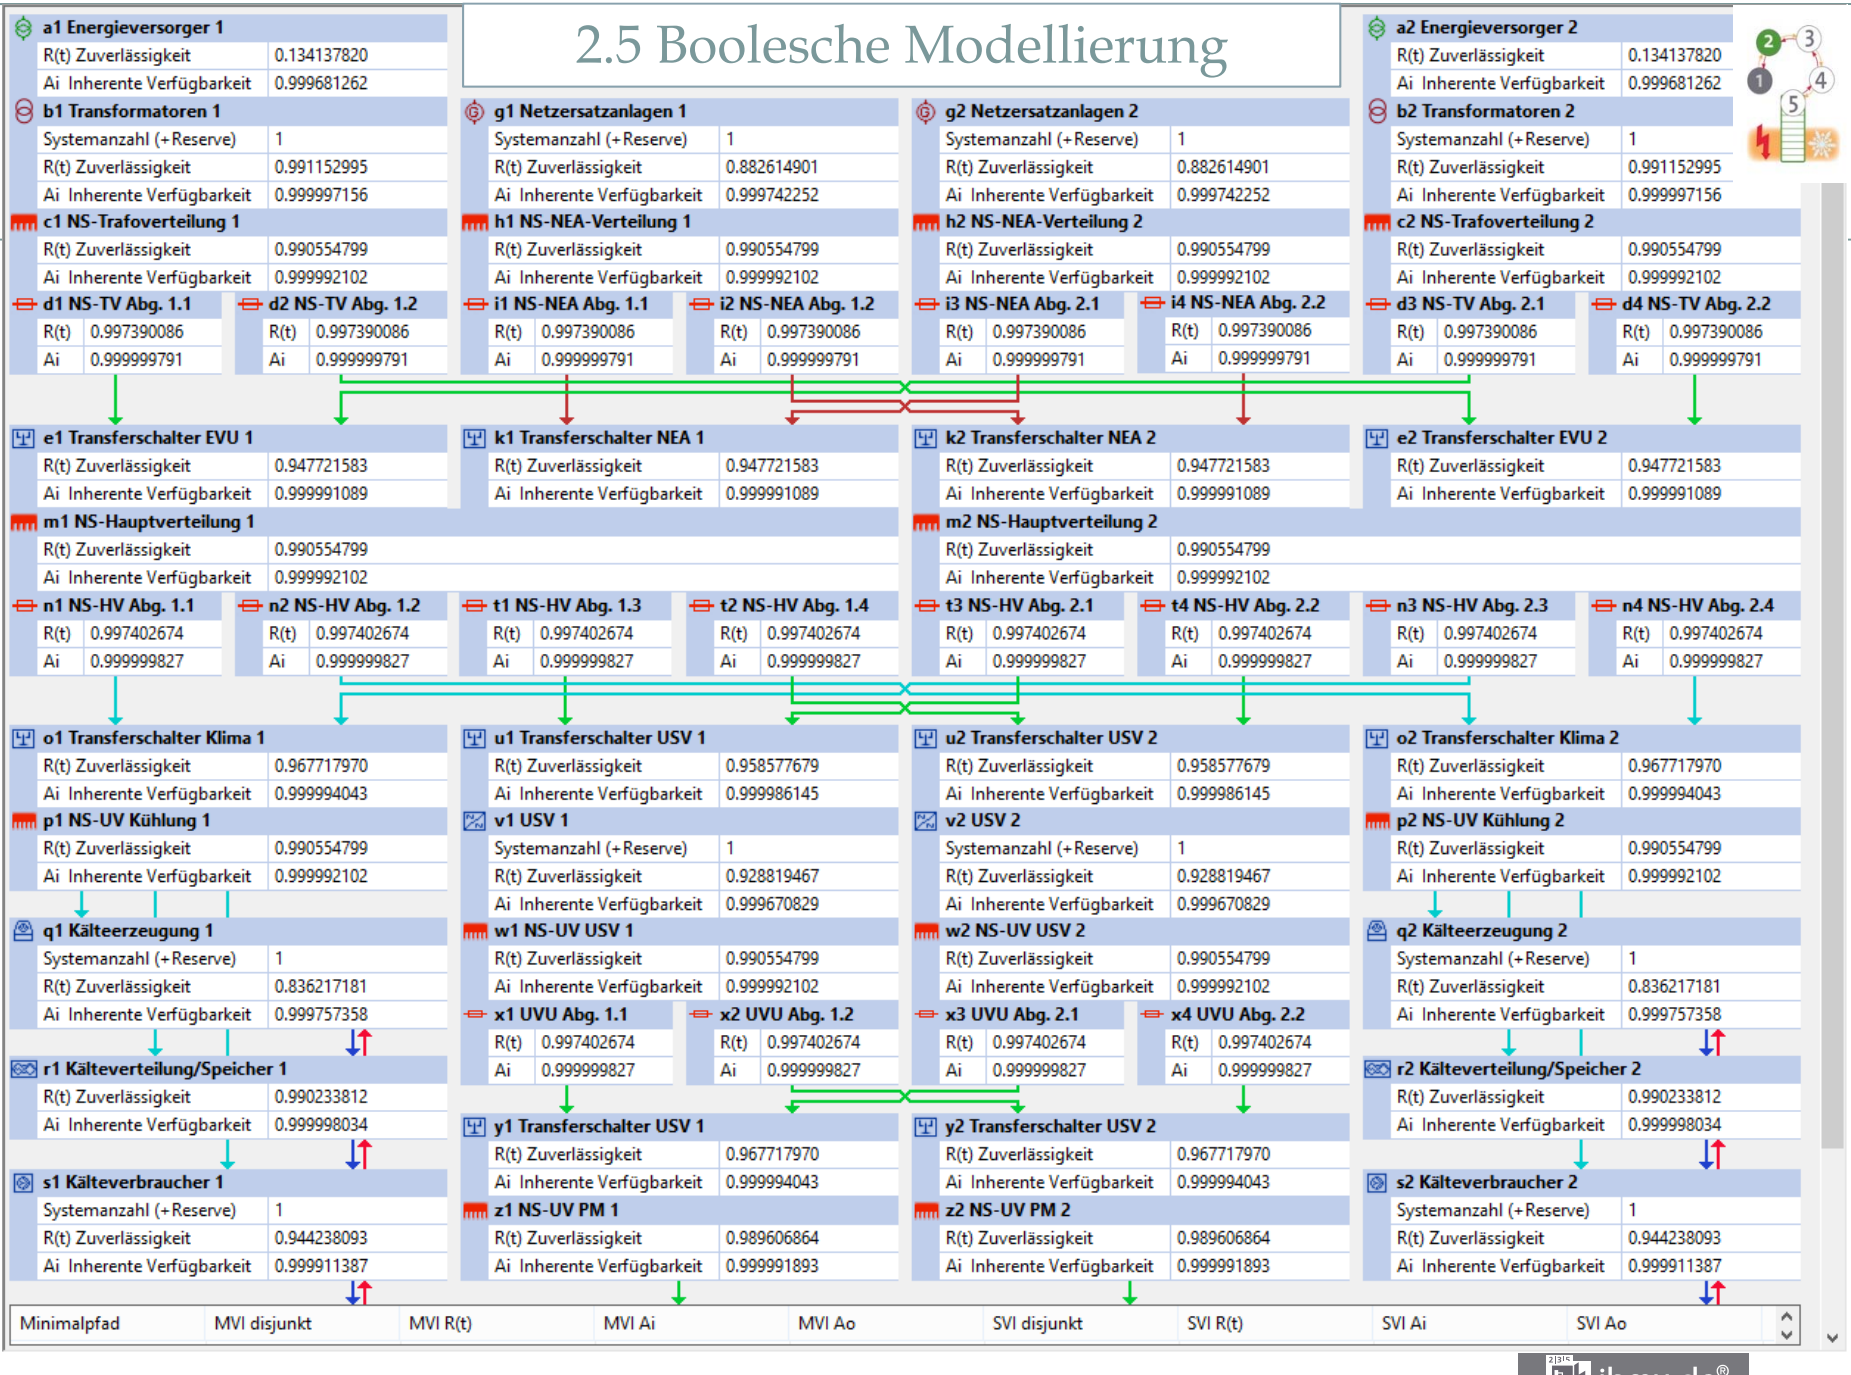 2.5 Boolesche Modellierung
a1 Energieversorger 1
R(t) Zuverlässigkeit 0.134137820
Ai Inherente Verfügbarkeit 0.999681262
a2 Energieversorger 2
R(t) Zuverlässigkeit 0.134137820
Ai Inherente Verfügbarkeit 0.999681262
2 3
1 4
5
b1 Transformatoren 1
Systemanzahl (+Reserve) 1
R(t) Zuverlässigkeit 0.991152995
Ai Inherente Verfügbarkeit 0.999997156
g1 Netzersatzanlagen 1
Systemanzahl (+Reserve) 1
R(t) Zuverlässigkeit 0.882614901
Ai Inherente Verfügbarkeit 0.999742252
g2 Netzersatzanlagen 2
Systemanzahl (+Reserve) 1
R(t) Zuverlässigkeit 0.882614901
Ai Inherente Verfügbarkeit 0.999742252
b2 Transformatoren 2
Systemanzahl (+Reserve) 1
R(t) Zuverlässigkeit 0.991152995
Ai Inherente Verfügbarkeit 0.999997156
c1 NS-Trafoverteilung 1
R(t) Zuverlässigkeit 0.990554799
Ai Inherente Verfügbarkeit 0.999992102
h1 NS-NEA-Verteilung 1
R(t) Zuverlässigkeit 0.990554799
Ai Inherente Verfügbarkeit 0.999992102
h2 NS-NEA-Verteilung 2
R(t) Zuverlässigkeit 0.990554799
Ai Inherente Verfügbarkeit 0.999992102
c2 NS-Trafoverteilung 2
R(t) Zuverlässigkeit 0.990554799
Ai Inherente Verfügbarkeit 0.999992102
d1 NS-TV Abg. 1.1
R(t) 0.997390086
Ai 0.999999791
d2 NS-TV Abg. 1.2
R(t) 0.997390086
Ai 0.999999791
i1 NS-NEA Abg. 1.1
R(t) 0.997390086
Ai 0.999999791
i2 NS-NEA Abg. 1.2
R(t) 0.997390086
Ai 0.999999791
i3 NS-NEA Abg. 2.1
R(t) 0.997390086
Ai 0.999999791
i4 NS-NEA Abg. 2.2
R(t) 0.997390086
Ai 0.999999791
d3 NS-TV Abg. 2.1
R(t) 0.997390086
Ai 0.999999791
d4 NS-TV Abg. 2.2
R(t) 0.997390086
Ai 0.999999791
e1 Transferschalter EVU 1
R(t) Zuverlässigkeit 0.947721583
Ai Inherente Verfügbarkeit 0.999991089
k1 Transferschalter NEA 1
R(t) Zuverlässigkeit 0.947721583
Ai Inherente Verfügbarkeit 0.999991089
k2 Transferschalter NEA 2
R(t) Zuverlässigkeit 0.947721583
Ai Inherente Verfügbarkeit 0.999991089
e2 Transferschalter EVU 2
R(t) Zuverlässigkeit 0.947721583
Ai Inherente Verfügbarkeit 0.999991089
m1 NS-Hauptverteilung 1
R(t) Zuverlässigkeit 0.990554799
Ai Inherente Verfügbarkeit 0.999992102
m2 NS-Hauptverteilung 2
R(t) Zuverlässigkeit 0.990554799
Ai Inherente Verfügbarkeit 0.999992102
n1 NS-HV Abg. 1.1
R(t) 0.997402674
Ai 0.999999827
n2 NS-HV Abg. 1.2
R(t) 0.997402674
Ai 0.999999827
t1 NS-HV Abg. 1.3
R(t) 0.997402674
Ai 0.999999827
t2 NS-HV Abg. 1.4
R(t) 0.997402674
Ai 0.999999827
t3 NS-HV Abg. 2.1
R(t) 0.997402674
Ai 0.999999827
t4 NS-HV Abg. 2.2
R(t) 0.997402674
Ai 0.999999827
n3 NS-HV Abg. 2.3
R(t) 0.997402674
Ai 0.999999827
n4 NS-HV Abg. 2.4
R(t) 0.997402674
Ai 0.999999827
o1 Transferschalter Klima 1
R(t) Zuverlässigkeit 0.967717970
Ai Inherente Verfügbarkeit 0.999994043
u1 Transferschalter USV 1
R(t) Zuverlässigkeit 0.958577679
Ai Inherente Verfügbarkeit 0.999986145
u2 Transferschalter USV 2
R(t) Zuverlässigkeit 0.958577679
Ai Inherente Verfügbarkeit 0.999986145
o2 Transferschalter Klima 2
R(t) Zuverlässigkeit 0.967717970
Ai Inherente Verfügbarkeit 0.999994043
p1 NS-UV Kühlung 1
R(t) Zuverlässigkeit 0.990554799
Ai Inherente Verfügbarkeit 0.999992102
v1 USV 1
Systemanzahl (+Reserve) 1
R(t) Zuverlässigkeit 0.928819467
Ai Inherente Verfügbarkeit 0.999670829
v2 USV 2
Systemanzahl (+Reserve) 1
R(t) Zuverlässigkeit 0.928819467
Ai Inherente Verfügbarkeit 0.999670829
p2 NS-UV Kühlung 2
R(t) Zuverlässigkeit 0.990554799
Ai Inherente Verfügbarkeit 0.999992102
q1 Kälteerzeugung 1
Systemanzahl (+Reserve) 1
R(t) Zuverlässigkeit 0.836217181
Ai Inherente Verfügbarkeit 0.999757358
w1 NS-UV USV 1
R(t) Zuverlässigkeit 0.990554799
Ai Inherente Verfügbarkeit 0.999992102
w2 NS-UV USV 2
R(t) Zuverlässigkeit 0.990554799
Ai Inherente Verfügbarkeit 0.999992102
q2 Kälteerzeugung 2
Systemanzahl (+Reserve) 1
R(t) Zuverlässigkeit 0.836217181
Ai Inherente Verfügbarkeit 0.999757358
x1 UVU Abg. 1.1
R(t) 0.997402674
Ai 0.999999827
x2 UVU Abg. 1.2
R(t) 0.997402674
Ai 0.999999827
x3 UVU Abg. 2.1
R(t) 0.997402674
Ai 0.999999827
x4 UVU Abg. 2.2
R(t) 0.997402674
Ai 0.999999827
r1 Kälteverteilung/Speicher 1
R(t) Zuverlässigkeit 0.990233812
Ai Inherente Verfügbarkeit 0.999998034
r2 Kälteverteilung/Speicher 2
R(t) Zuverlässigkeit 0.990233812
Ai Inherente Verfügbarkeit 0.999998034
y1 Transferschalter USV 1
R(t) Zuverlässigkeit 0.967717970
Ai Inherente Verfügbarkeit 0.999994043
y2 Transferschalter USV 2
R(t) Zuverlässigkeit 0.967717970
Ai Inherente Verfügbarkeit 0.999994043
s1 Kälteverbraucher 1
Systemanzahl (+Reserve) 1
R(t) Zuverlässigkeit 0.944238093
Ai Inherente Verfügbarkeit 0.999911387
z1 NS-UV PM 1
R(t) Zuverlässigkeit 0.989606864
Ai Inherente Verfügbarkeit 0.999991893
z2 NS-UV PM 2
R(t) Zuverlässigkeit 0.989606864
Ai Inherente Verfügbarkeit 0.999991893
s2 Kälteverbraucher 2
Systemanzahl (+Reserve) 1
R(t) Zuverlässigkeit 0.944238093
Ai Inherente Verfügbarkeit 0.999911387
Minimalpfad MVI disjunkt MVI R(t) MVI Ai MVI Ao SVI disjunkt SVI R(t) SVI Ai SVI Ao